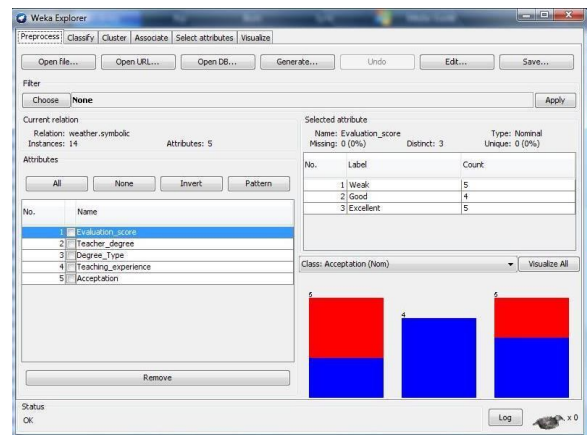 Weka Explorer
Preprocess Classify Cluster Associate Select attributes Visualize
Open file... Open URL... Open DB... Generate... Undo Edit... Save...
Filter
Choose None Apply
Current relation
Relation: weather.symbolic
Instances: 14 Attributes: 5
Attributes
All None Invert Pattern
No. Name
1 Evaluation_score
2 Teacher_degree
3 Degree_Type
4 Teaching_experience
5 Acceptation
Remove
Selected attribute
Name: Evaluation_score Type: Nominal
Missing: 0 (0%) Distinct: 3 Unique: 0 (0%)
No. Label Count
1 Weak 5
2 Good 4
3 Excellent 5
Class: Acceptation (Nom) Visualize All
5 4 5
Status
OK
Log x 0